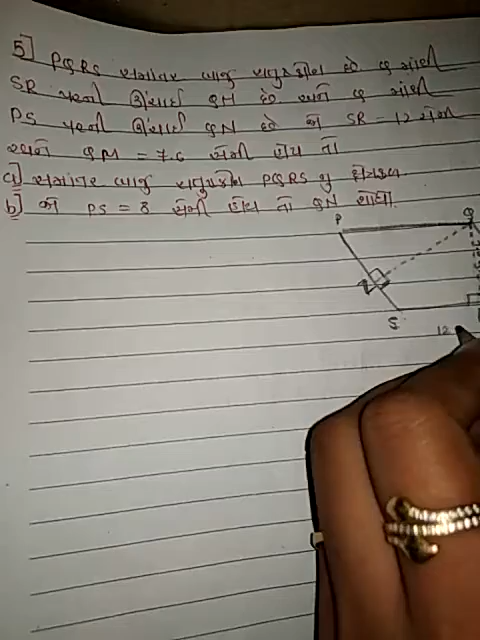 5] PQRS સમાંતર બાજુ ચતુષ્કોણ છે Q માંથી
SR પરની ઊંચાઈ QM છે અને Q માંથી
PS પરની ઊંચાઈ QN છે જો SR = 12 સેમી
અને QM = 7.6 સેમી હોય તો
a) સમાંતર બાજુ ચતુષ્કોણ PQRS નુ ક્ષેત્રફળ
b) જો PS = 8 સેમી હોય તો QN શોધો.
P
Q
N
S
12